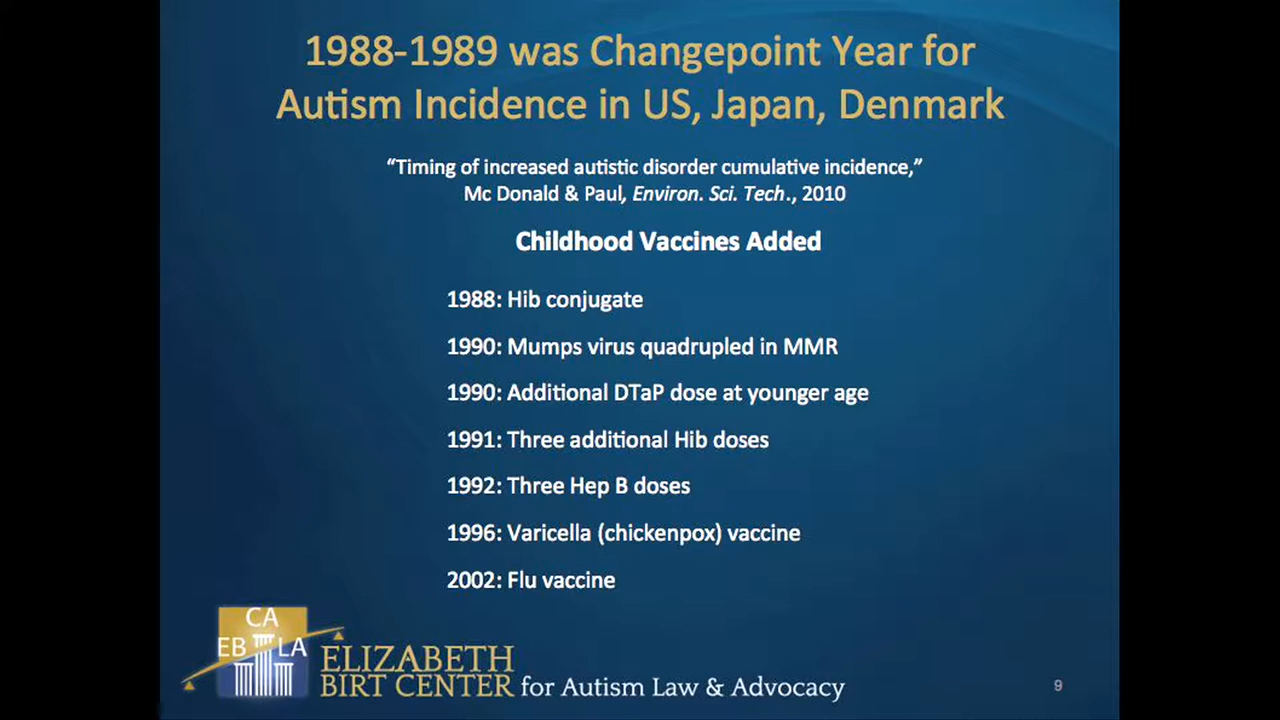 1988-1989 was Changepoint Year for
Autism Incidence in US, Japan, Denmark
“Timing of increased autistic disorder cumulative incidence,”
Mc Donald & Paul, Environ. Sci. Tech., 2010
Childhood Vaccines Added
1988: Hib conjugate
1990: Mumps virus quadrupled in MMR
1990: Additional DTaP dose at younger age
1991: Three additional Hib doses
1992: Three Hep B doses
1996: Varicella (chickenpox) vaccine
2002: Flu vaccine
CA
EB LA
ELIZABETH
BIRT CENTER for Autism Law & Advocacy
9